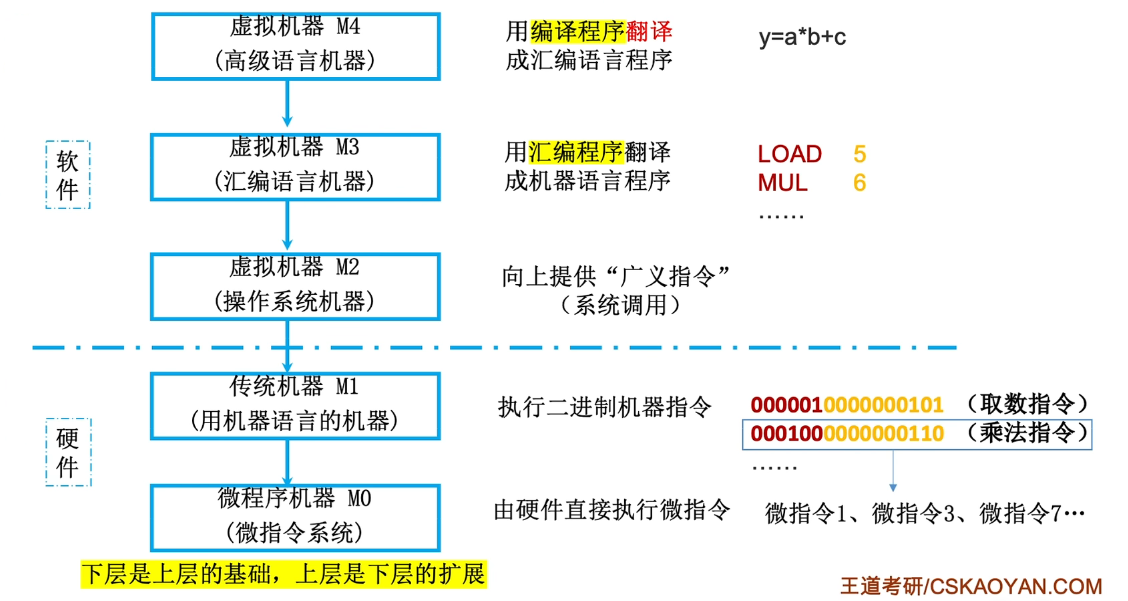 虚拟机器 M4
(高级语言机器)
用编译程序翻译
成汇编语言程序
y=a*b+c
软件
虚拟机器 M3
(汇编语言机器)
用汇编程序翻译
成机器语言程序
LOAD 5
MUL 6
……
虚拟机器 M2
(操作系统机器)
向上提供“广义指令”
(系统调用)
硬件
传统机器 M1
(用机器语言的机器)
执行二进制机器指令
0000010000000101 (取数指令)
0001000000000110 (乘法指令)
……
微程序机器 M0
(微指令系统)
由硬件直接执行微指令
微指令1、微指令3、微指令7…
下层是上层的基础，上层是下层的扩展
王道考研/CSKAOYAN.COM